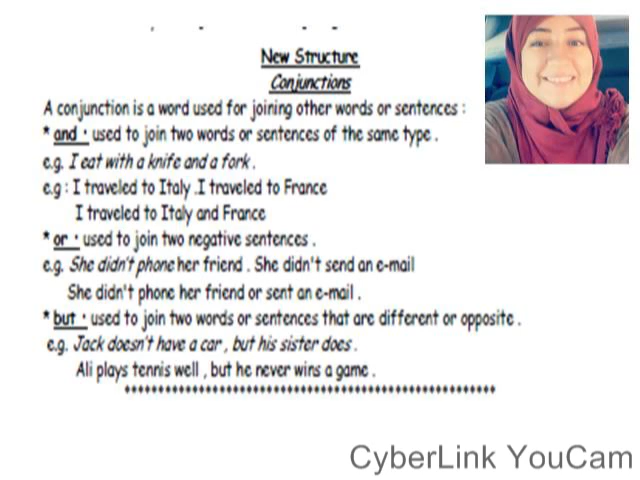 New Structure
Conjunctions
A conjunction is a word used for joining other words or sentences :
* and : used to join two words or sentences of the same type .
e.g. I eat with a knife and a fork .
e.g : I traveled to Italy .I traveled to France
I traveled to Italy and France
* or : used to join two negative sentences .
e.g. She didn't phone her friend . She didn't send an e-mail
She didn't phone her friend or sent an e-mail .
* but : used to join two words or sentences that are different or opposite .
e.g. Jack doesn't have a car , but his sister does .
Ali plays tennis well , but he never wins a game .
CyberLink YouCam